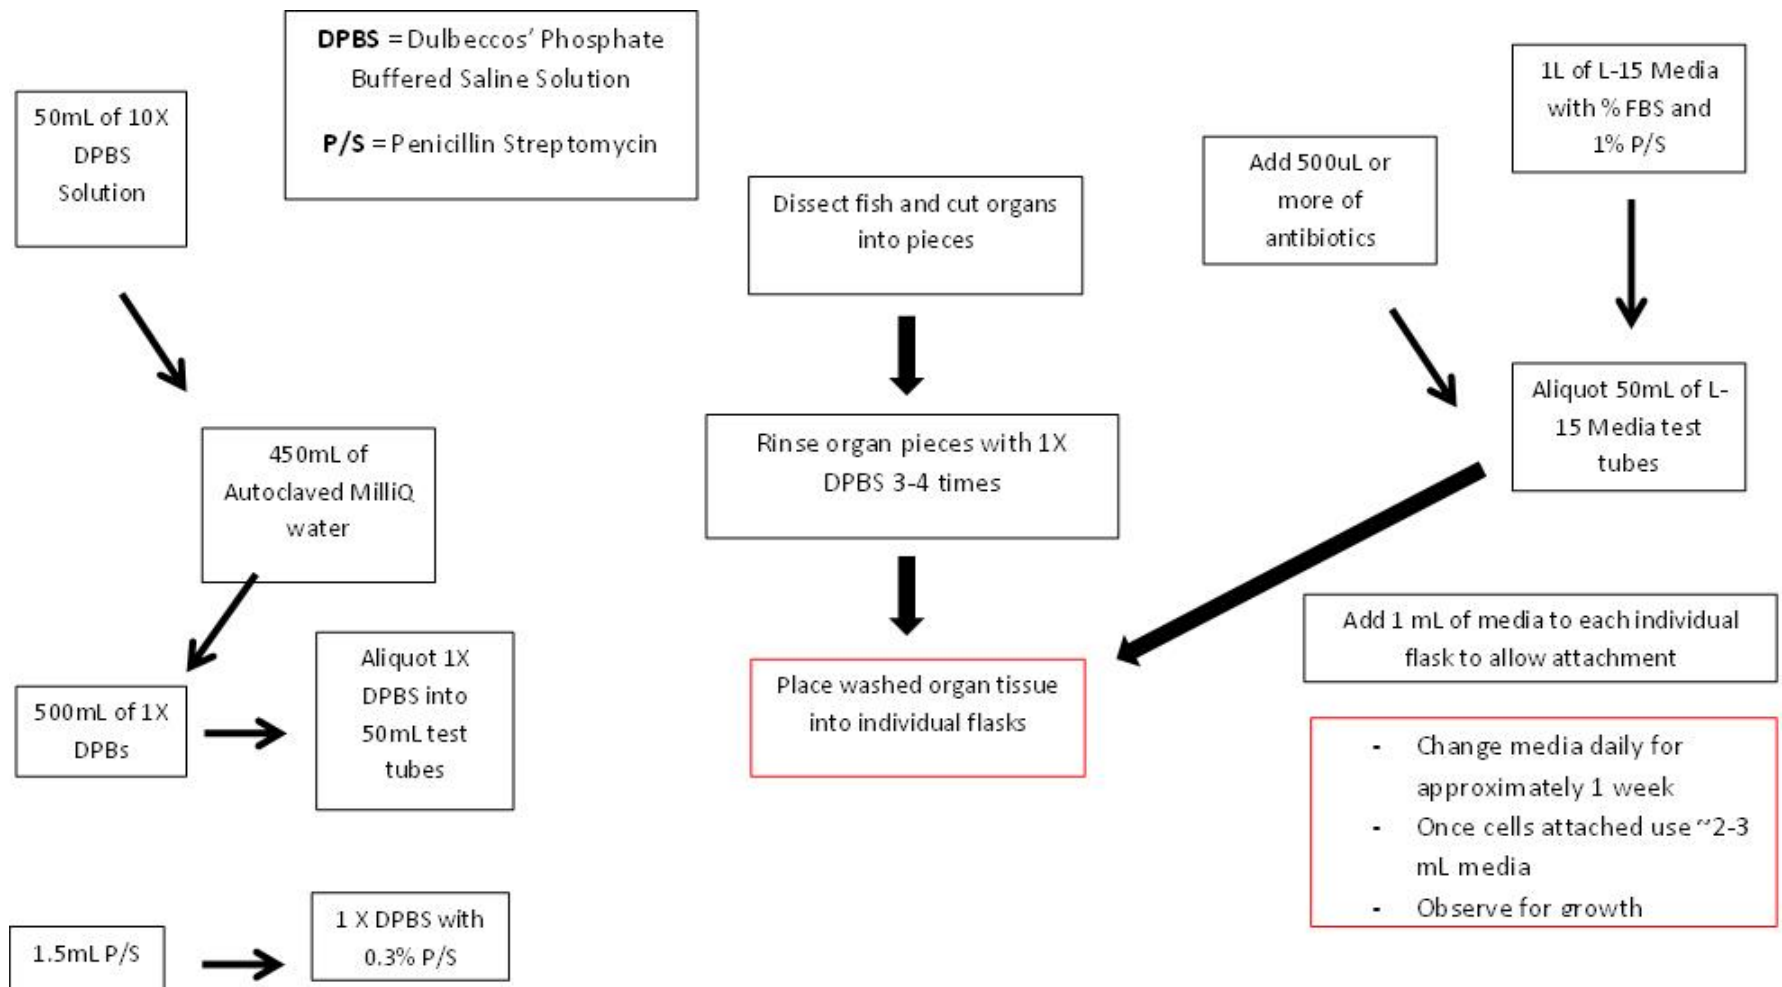 DPBS = Dulbeccos' Phosphate
Buffered Saline Solution
P/S = Penicillin Streptomycin
50mL of 10X
DPBS
Solution
450mL of
Autoclaved MilliQ
water
500mL of 1X
DPBs
Aliquot 1X
DPBS into
50mL test
tubes
1.5mL P/S
1 X DPBS with
0.3% P/S
Dissect fish and cut organs
into pieces
Rinse organ pieces with 1X
DPBS 3-4 times
Place washed organ tissue
into individual flasks
Add 500uL or
more of
antibiotics
1L of L-15 Media
with % FBS and
1% P/S
Aliquot 50mL of L-
15 Media test
tubes
Add 1 mL of media to each individual
flask to allow attachment
- Change media daily for
approximately 1 week
- Once cells attached use ~2-3
mL media
- Observe for growth